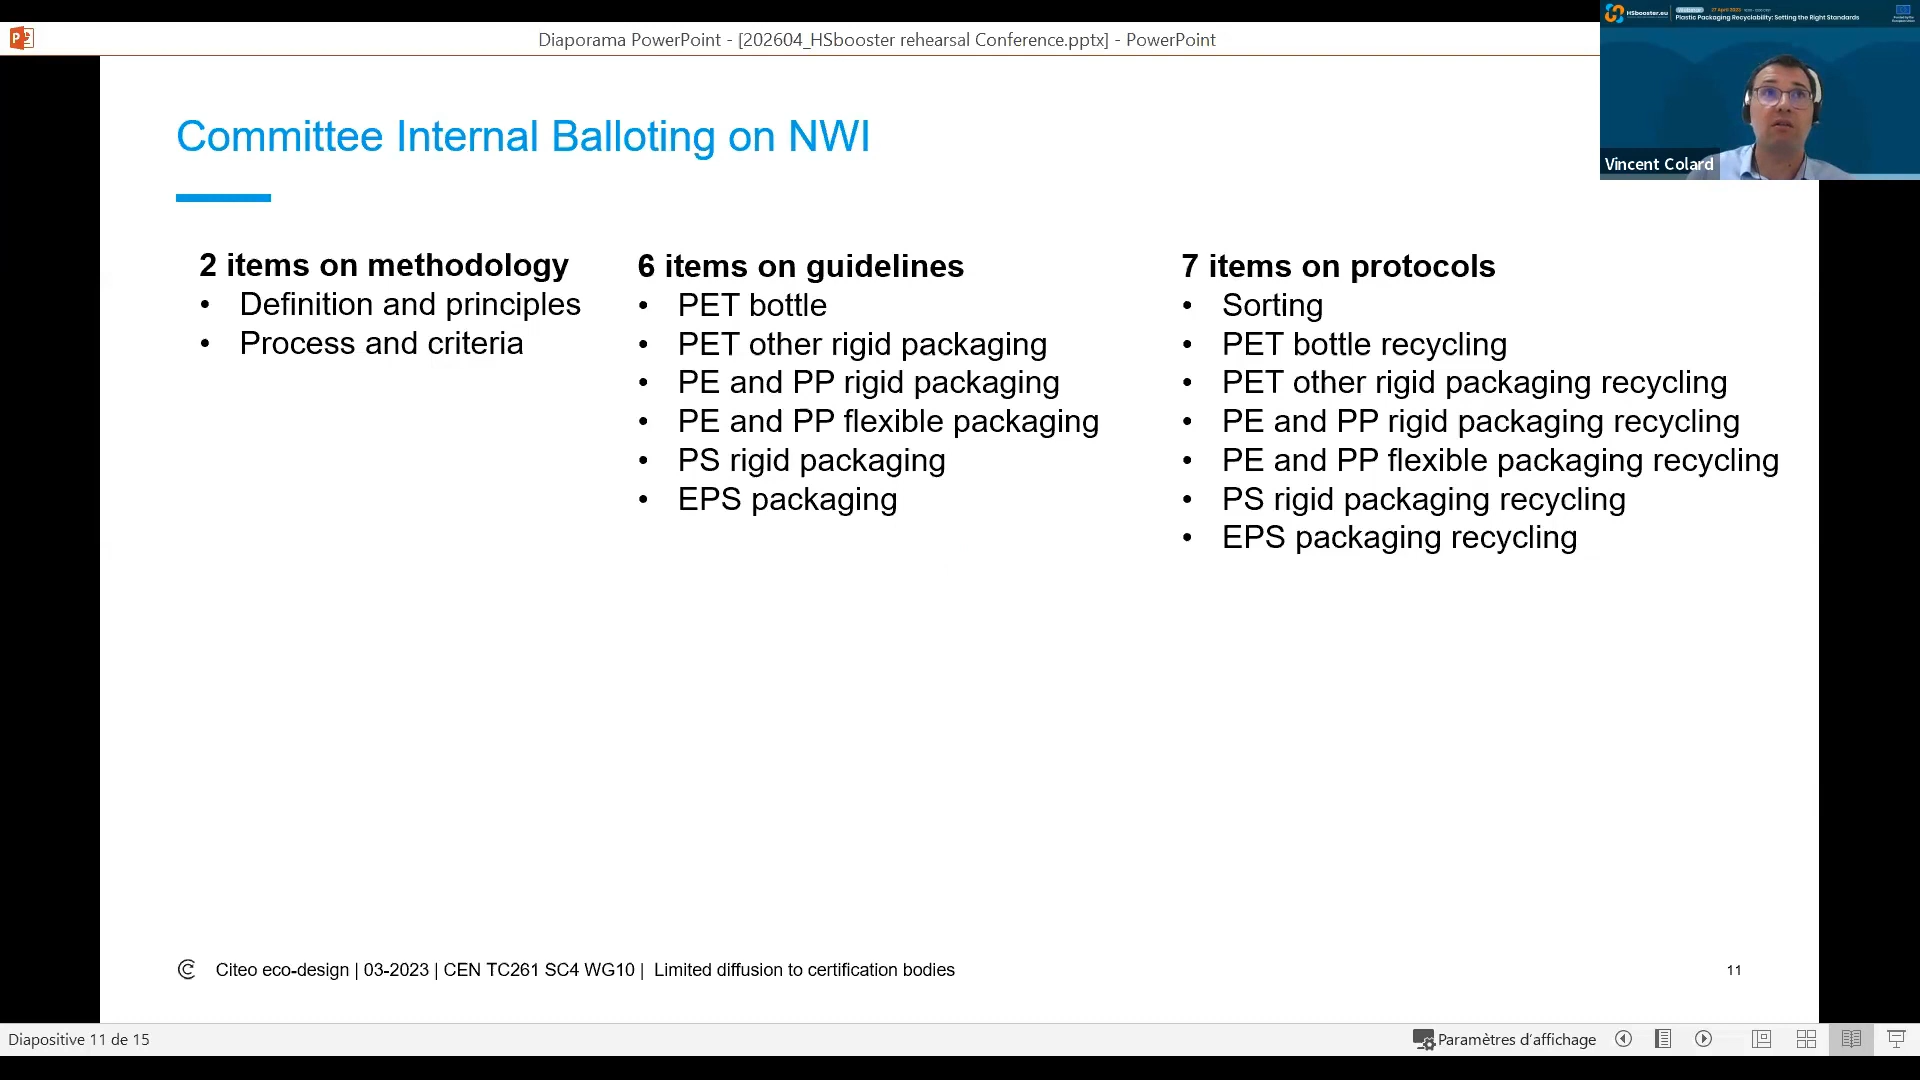 Diaporama PowerPoint - [202604_HSbooster rehearsal Conference.pptx] - PowerPoint
HSbooster.eu
27 April 2023
Plastic Packaging Recyclability: Setting the Right Standards
Vincent Colard
Committee Internal Balloting on NWI
2 items on methodology
• Definition and principles
• Process and criteria
6 items on guidelines
• PET bottle
• PET other rigid packaging
• PE and PP rigid packaging
• PE and PP flexible packaging
• PS rigid packaging
• EPS packaging
7 items on protocols
• Sorting
• PET bottle recycling
• PET other rigid packaging recycling
• PE and PP rigid packaging recycling
• PE and PP flexible packaging recycling
• PS rigid packaging recycling
• EPS packaging recycling
Citeo eco-design | 03-2023 | CEN TC261 SC4 WG10 | Limited diffusion to certification bodies
11
Diapositive 11 de 15
Paramètres d'affichage